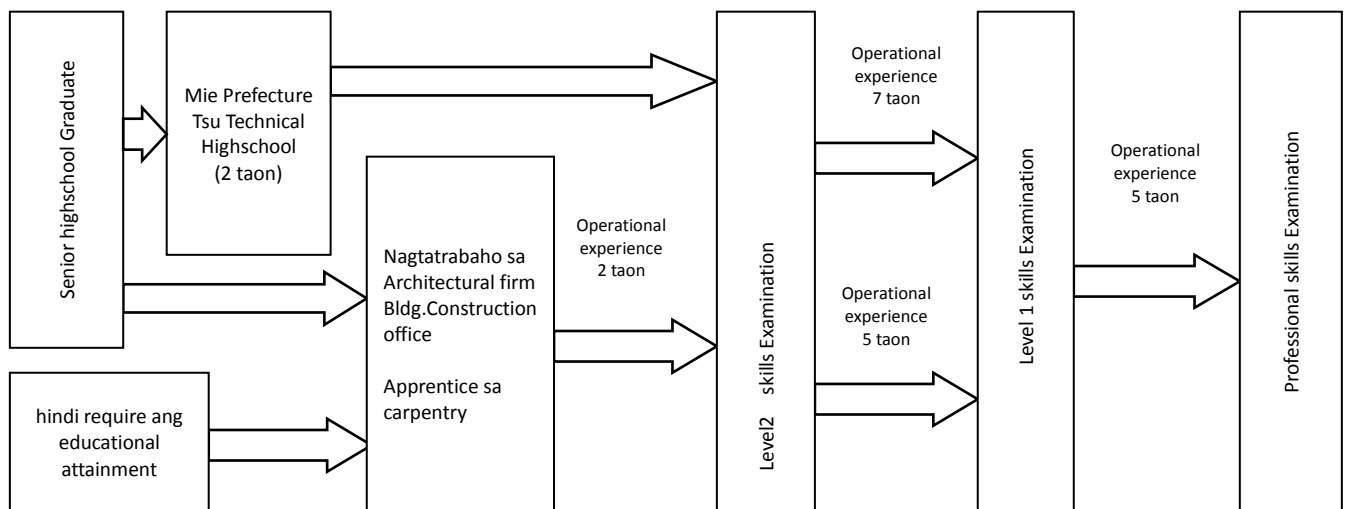 Senior highschool Graduate
Mie Prefecture
Tsu Technical
Highschool
(2 taon)
hindi require ang
educational
attainment
Nagtatrabaho sa
Architectural firm
Bldg.Construction
office
Apprentice sa
carpentry
Operational
experience
2 taon
Level2 skills Examination
Operational
experience
7 taon
Operational
experience
5 taon
Level 1 skills Examination
Operational
experience
5 taon
Professional skills Examination